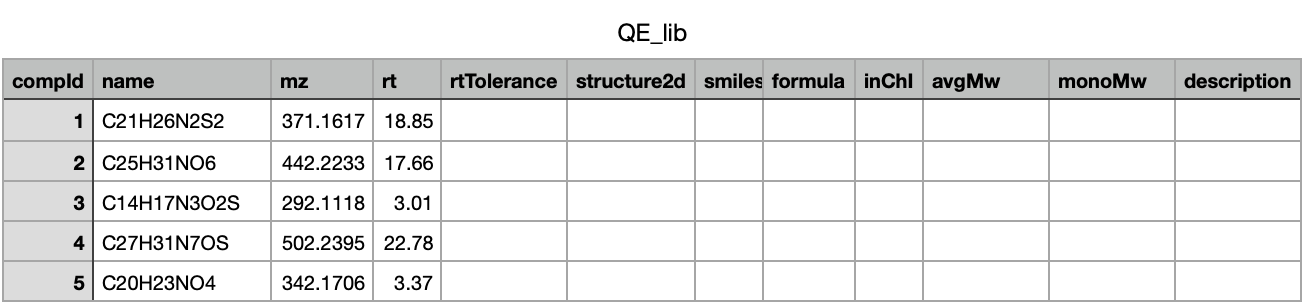 QE_lib
compId name mz rt rtTolerance structure2d smiles formula inChI avgMw monoMw description
1 C21H26N2S2 371.1617 18.85
2 C25H31NO6 442.2233 17.66
3 C14H17N3O2S 292.1118 3.01
4 C27H31N7OS 502.2395 22.78
5 C20H23NO4 342.1706 3.37